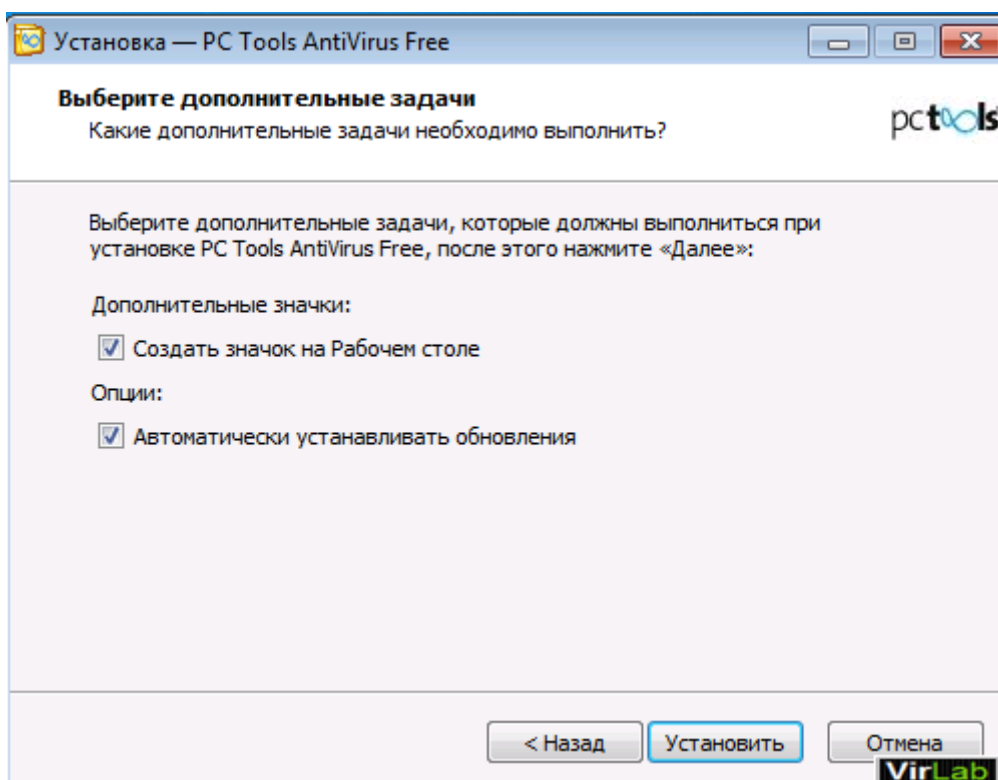 Установка — PC Tools AntiVirus Free
Выберите дополнительные задачи
Какие дополнительные задачи необходимо выполнить?
pctools
Выберите дополнительные задачи, которые должны выполниться при
установке PC Tools AntiVirus Free, после этого нажмите «Далее»:
Дополнительные значки:
Создать значок на Рабочем столе
Опции:
Автоматически устанавливать обновления
< Назад
Установить
Отмена
VirLab